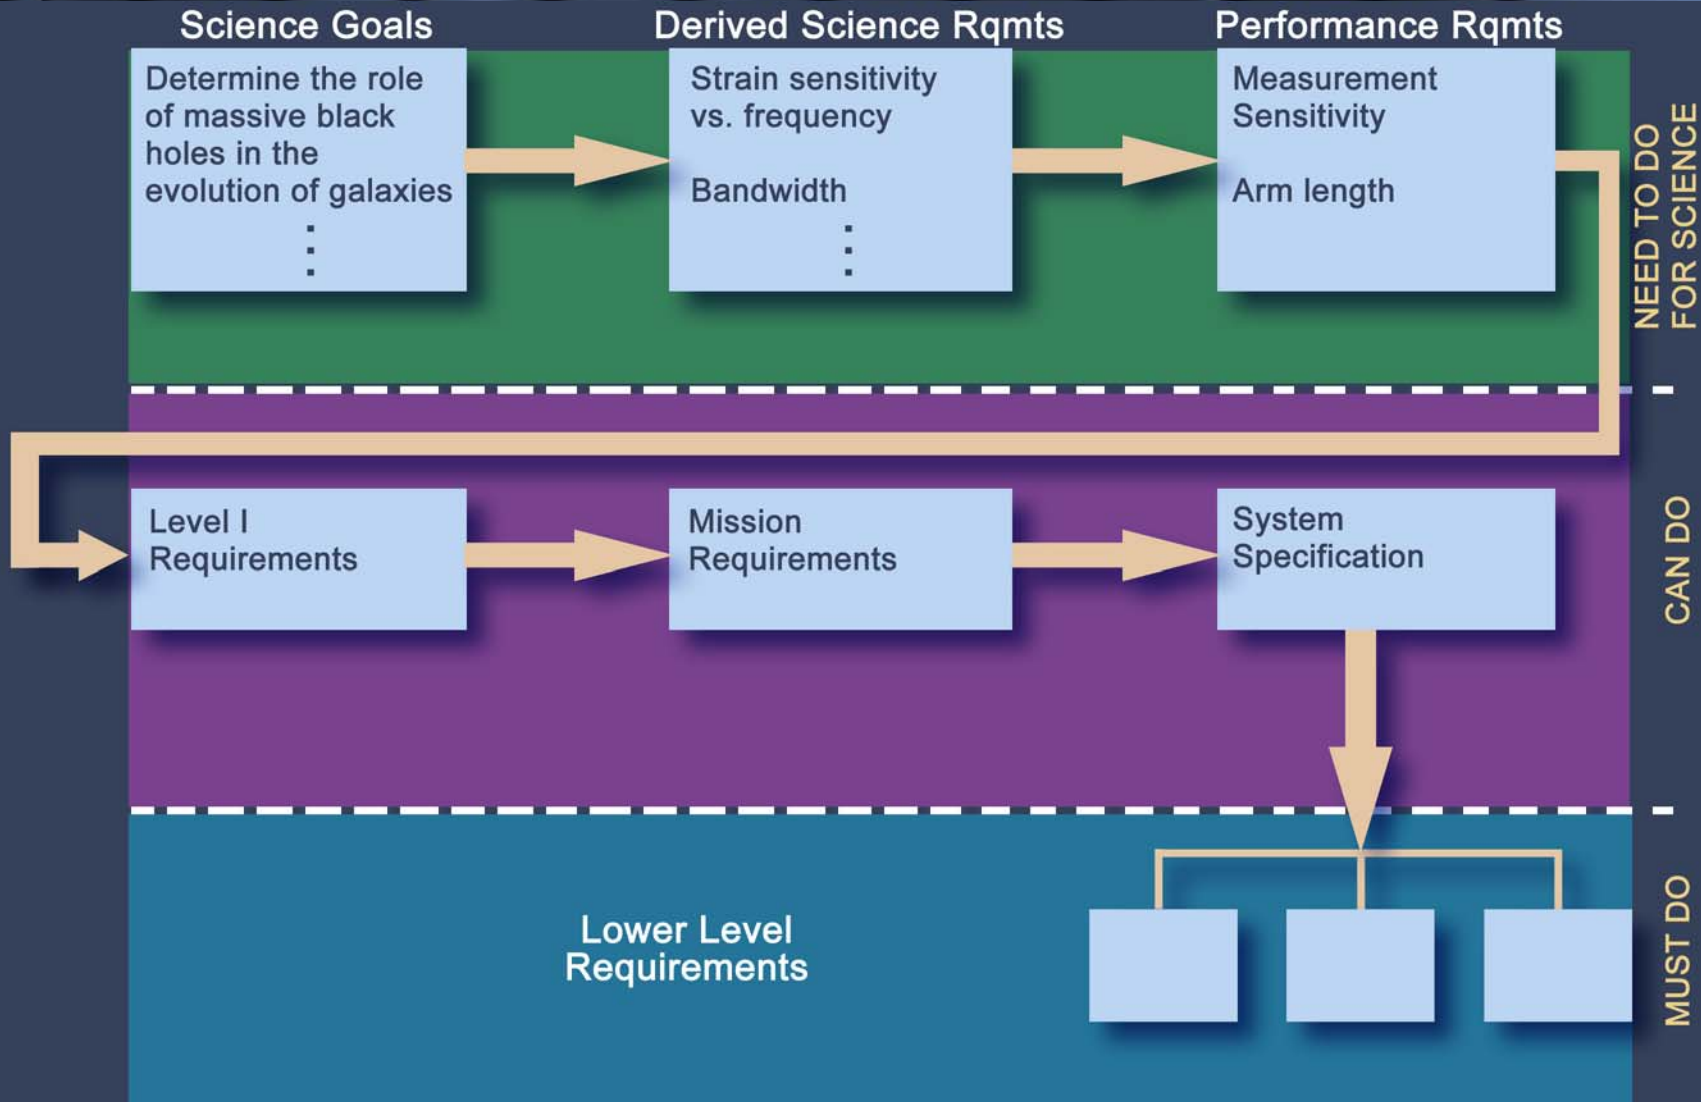 Science Goals
Derived Science Rqmts
Performance Rqmts
Determine the role
of massive black
holes in the
evolution of galaxies
Strain sensitivity
vs. frequency
Bandwidth
Measurement
Sensitivity
Arm length
NEED TO DO
FOR SCIENCE
Level I
Requirements
Mission
Requirements
System
Specification
CAN DO
Lower Level
Requirements
MUST DO